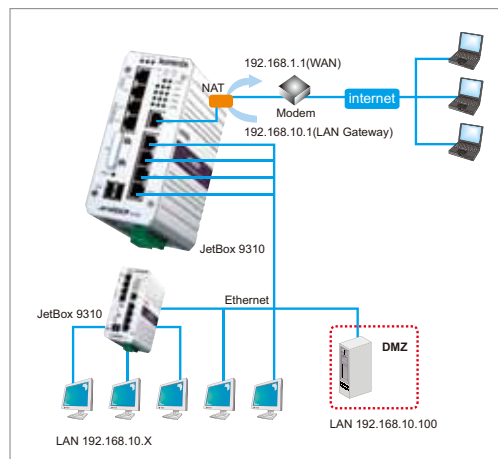 192.168.1.1(WAN)
NAT
Modem
internet
192.168.10.1(LAN Gateway)
JetBox 9310
Ethernet
JetBox 9310
DMZ
LAN 192.168.10.X
LAN 192.168.10.100